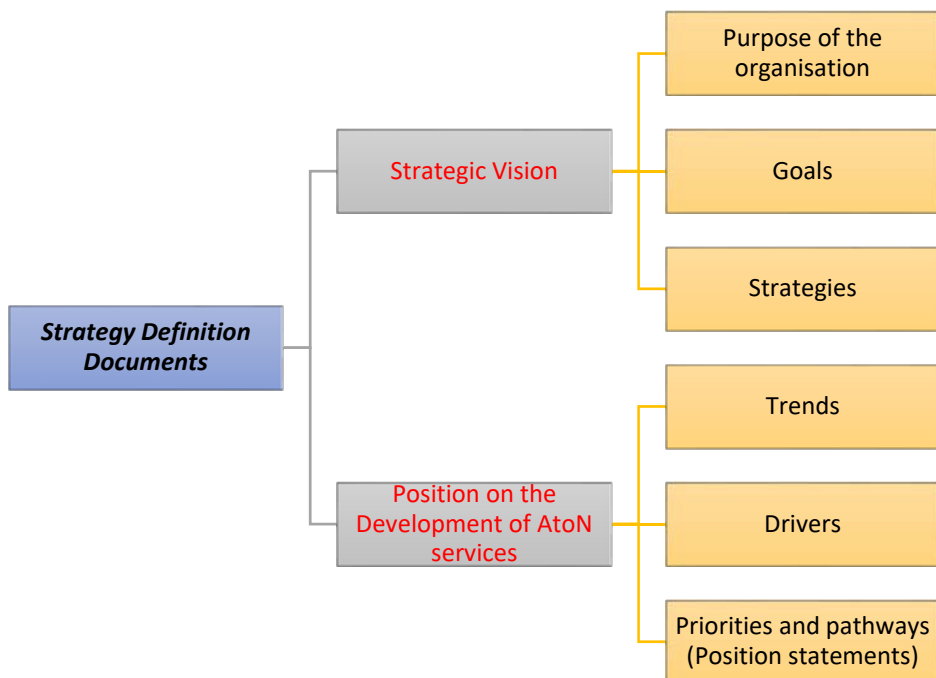 Purpose of the
organisation
Strategic Vision
Goals
Strategies
Strategy Definition
Documents
Trends
Position on the
Development of AtoN
services
Drivers
Priorities and pathways
(Position statements)